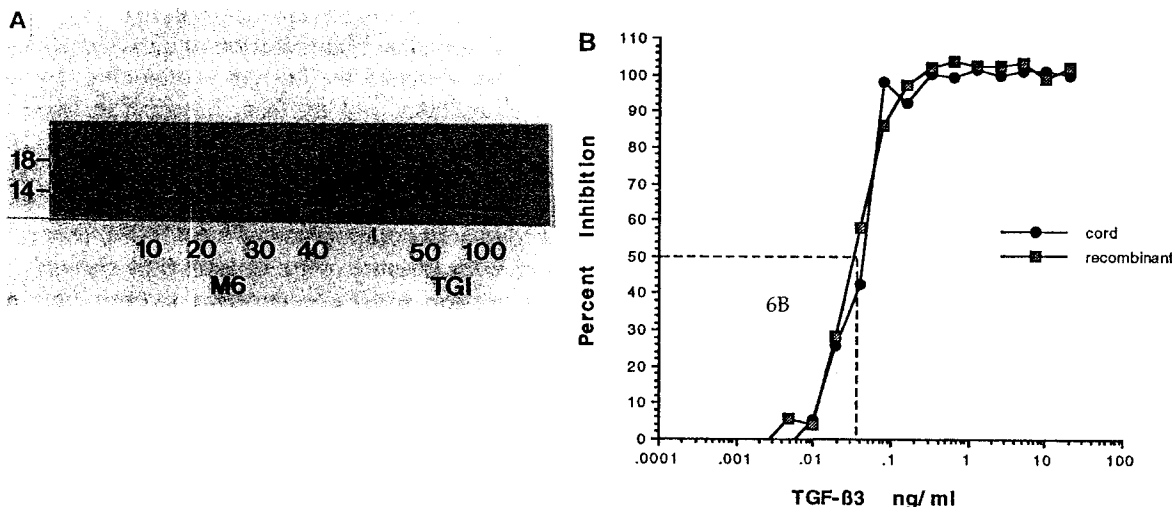 A
18
14
10 20 30 40 50 100
M6 TGI
B
110
100
90
80
70
60
50
40
30
20
10
0
Percent Inhibition
6B
cord
recombinant
.0001 .001 .01 .1 1 10 100
TGF-ß3 ng/ml